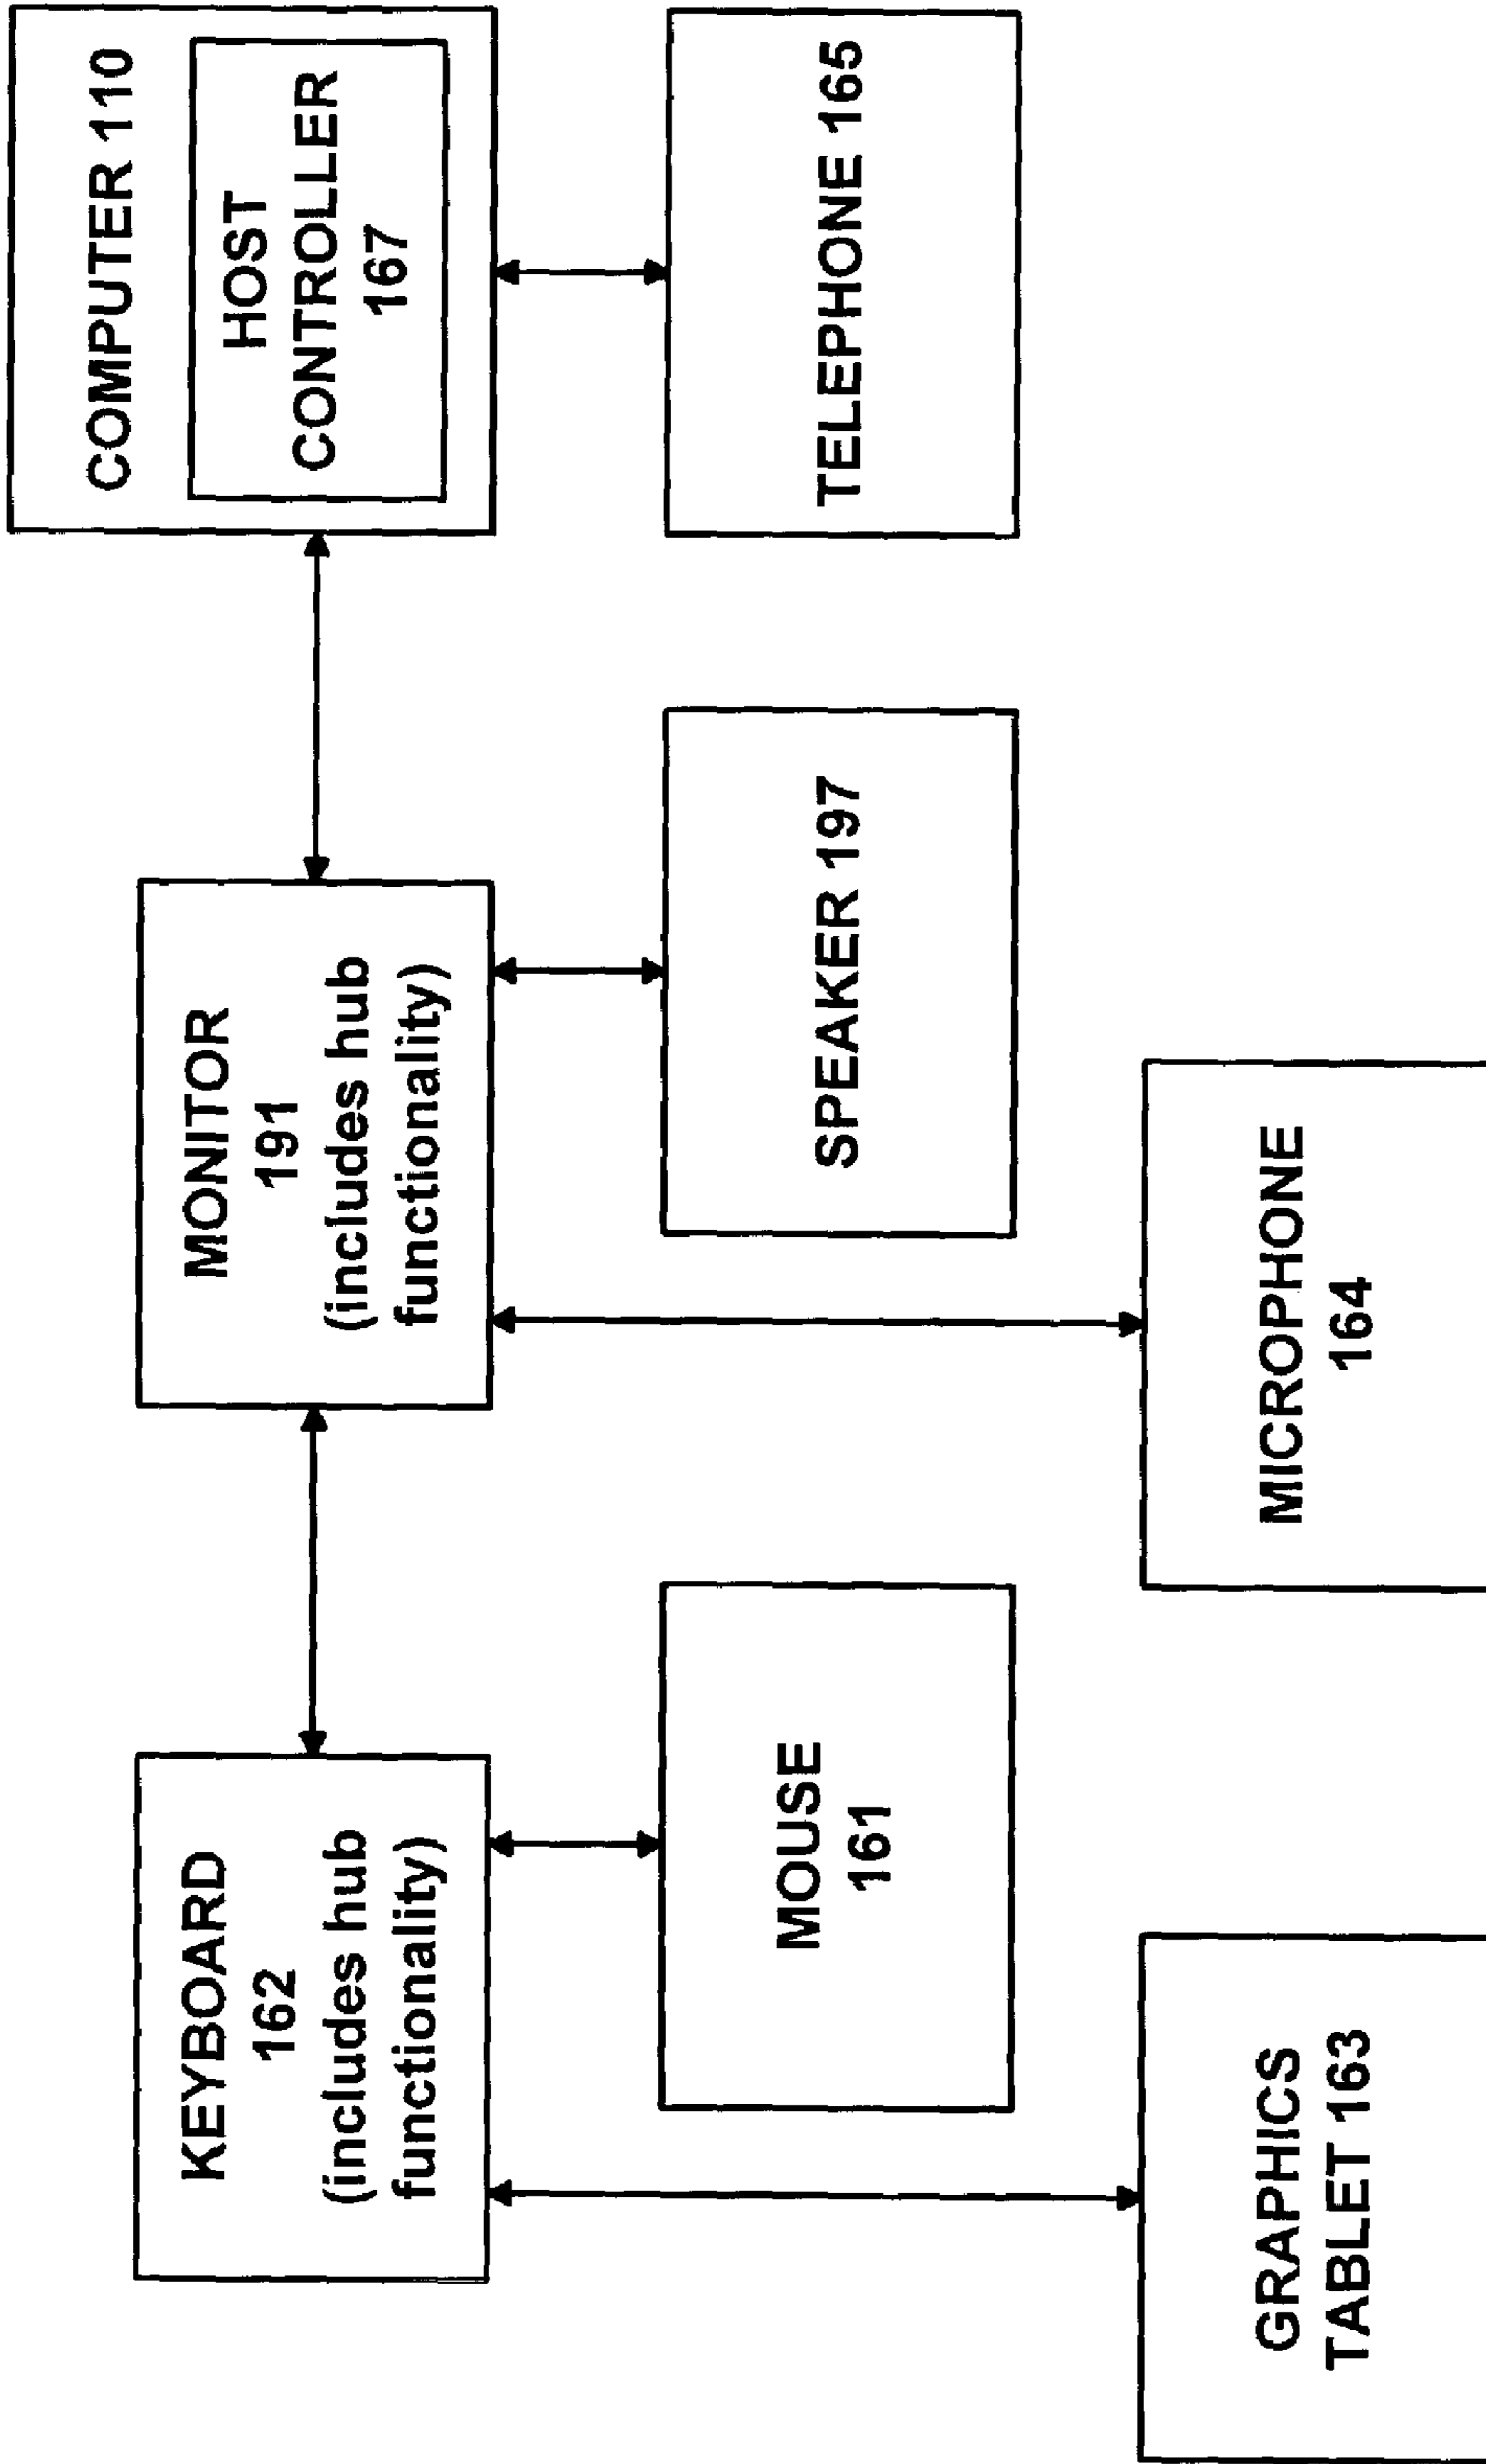 KEYBOARD
162
(includes hub
functionality)
MONITOR
191
(includes hub
functionality)
COMPUTER 110
HOST
CONTROLLER
167
MOUSE
161
SPEAKER 197
TELEPHONE 165
GRAPHICS
TABLET 163
MICROPHONE
164